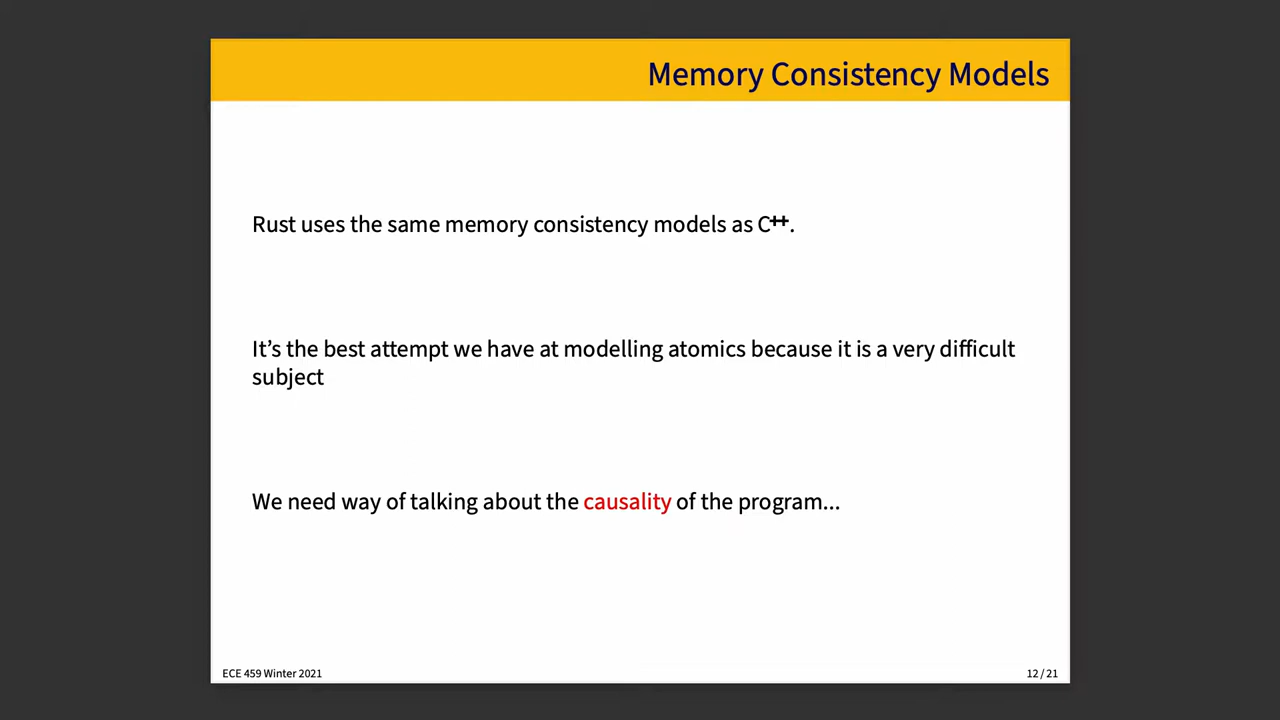 Memory Consistency Models
Rust uses the same memory consistency models as C++.
It's the best attempt we have at modelling atomics because it is a very difficult
subject
We need way of talking about the causality of the program...
ECE 459 Winter 2021
12 / 21